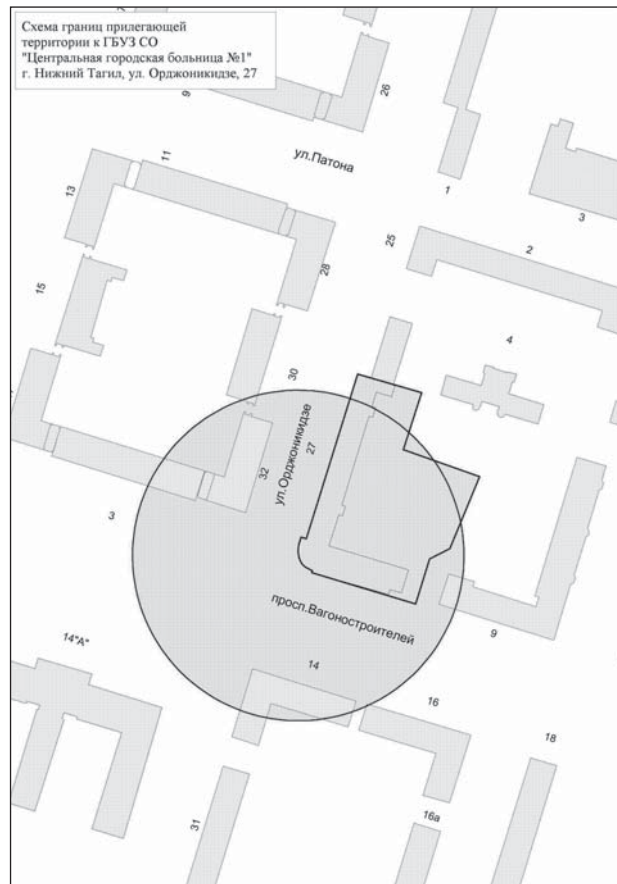 Схема границ прилегающей
территории к ГБУЗ СО
"Центральная городская больница №1"
г. Нижний Тагил, ул. Орджоникидзе, 27
9
26
ул.Патона
11
1
3
13
25
2
28
15
4
30
ул.Орджоникидзе
27
32
3
просп.Вагоностроителей
9
14"А"
14
16
18
16а
31